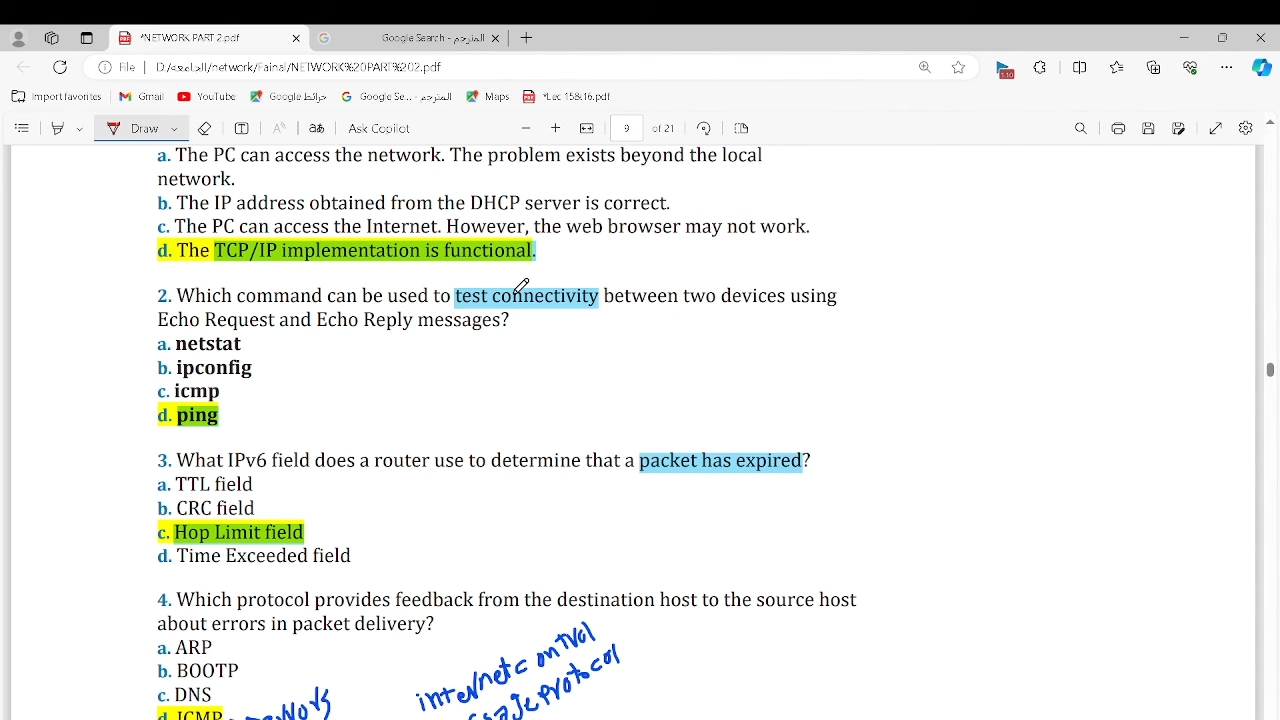 *NETWORK PART 2.pdf
المترجم - Google Search
File
D:/الجامعه/network/Fainal/NETWORK%20PART%202.pdf
1.10
Import favorites
Gmail
YouTube
خرائط Google
المترجم - Google Se...
Maps
*Lec 15&16.pdf
Draw
Ask Copilot
9 of 21
a. The PC can access the network. The problem exists beyond the local
network.
b. The IP address obtained from the DHCP server is correct.
c. The PC can access the Internet. However, the web browser may not work.
d. The TCP/IP implementation is functional.
2. Which command can be used to test connectivity between two devices using
Echo Request and Echo Reply messages?
a. netstat
b. ipconfig
c. icmp
d. ping
3. What IPv6 field does a router use to determine that a packet has expired?
a. TTL field
b. CRC field
c. Hop Limit field
d. Time Exceeded field
4. Which protocol provides feedback from the destination host to the source host
about errors in packet delivery?
a. ARP
b. BOOTP
c. DNS
d. ICMP
internet control
protocol